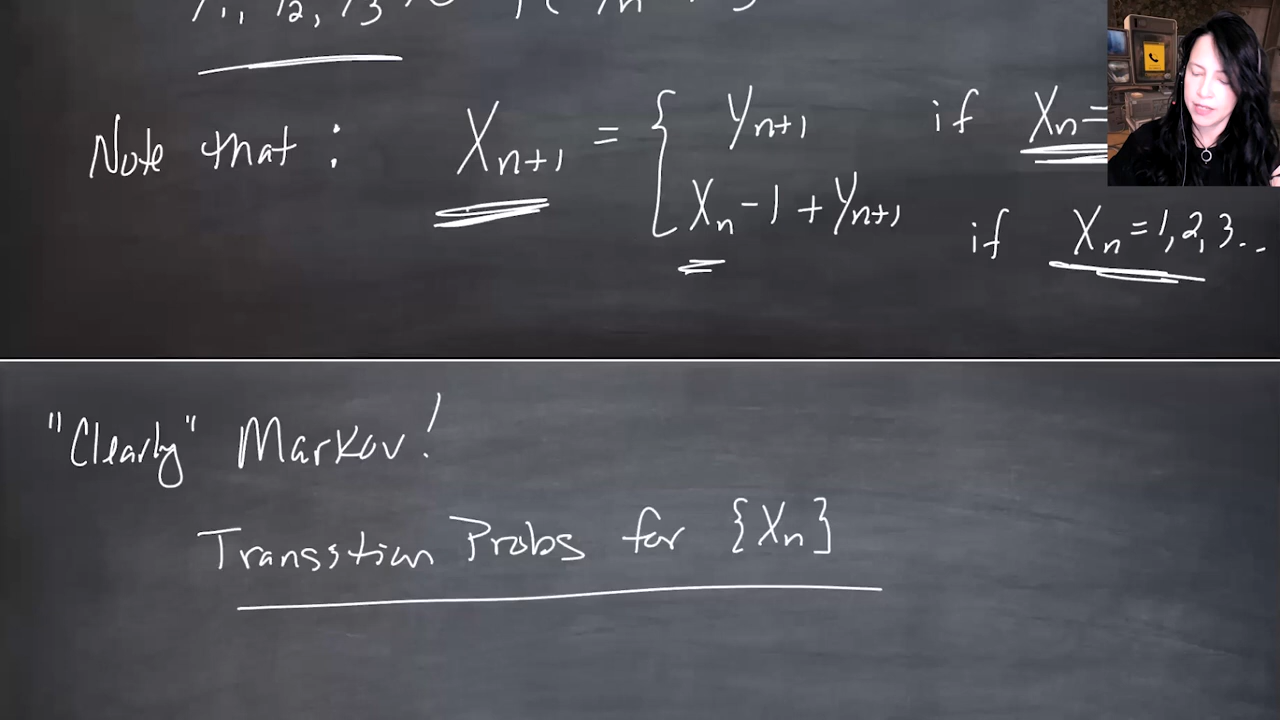 Note that : Xn+1 = { Yn+1 if Xn=
Xn - 1 + Yn+1 if Xn = 1, 2, 3...
"Clearly" Markov!
Transstion Probs for {Xn}